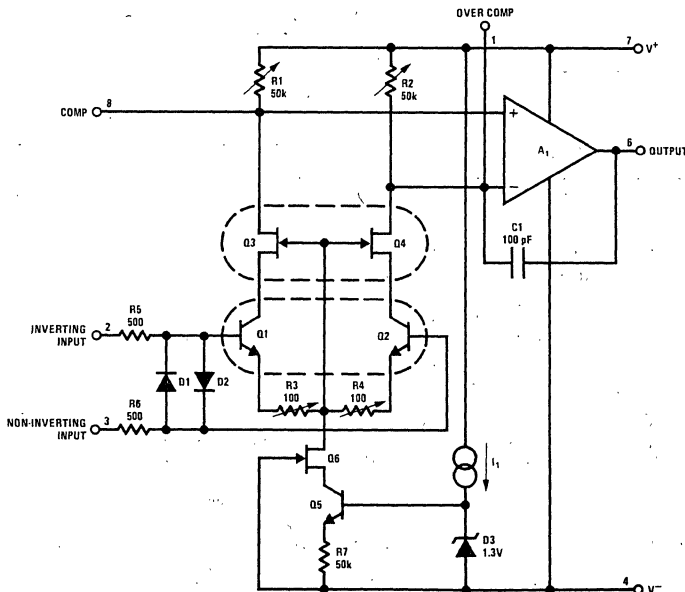 OVER COMP
1
7
V+
R1
50k
R2
50k
8
COMP
+
A1
6
OUTPUT
−
Q3
Q4
C1
100 pF
R5
500
INVERTING
INPUT
2
Q1
Q2
D1
D2
R3
100
R4
100
R6
500
NON-INVERTING
INPUT
3
Q6
I1
Q5
D3
1.3V
R7
50k
4
V−